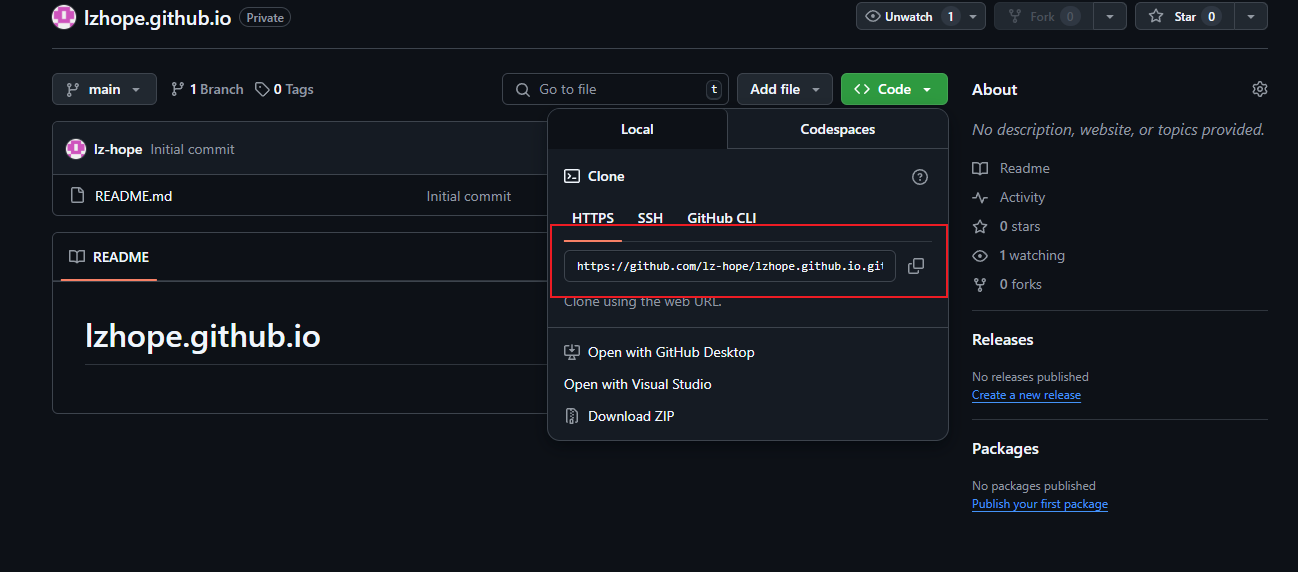 lzhope.github.io Private Unwatch 1 Fork 0 Star 0
main 1 Branch 0 Tags Go to file t Add file Code
About
No description, website, or topics provided.
Readme
Activity
0 stars
1 watching
0 forks
Releases
No releases published
Create a new release
Packages
No packages published
Publish your first package
lz-hope Initial commit
README.md Initial commit
README
lzhope.github.io
Local Codespaces
Clone
HTTPS SSH GitHub CLI
https://github.com/lz-hope/lzhope.github.io.git
Clone using the web URL.
Open with GitHub Desktop
Open with Visual Studio
Download ZIP